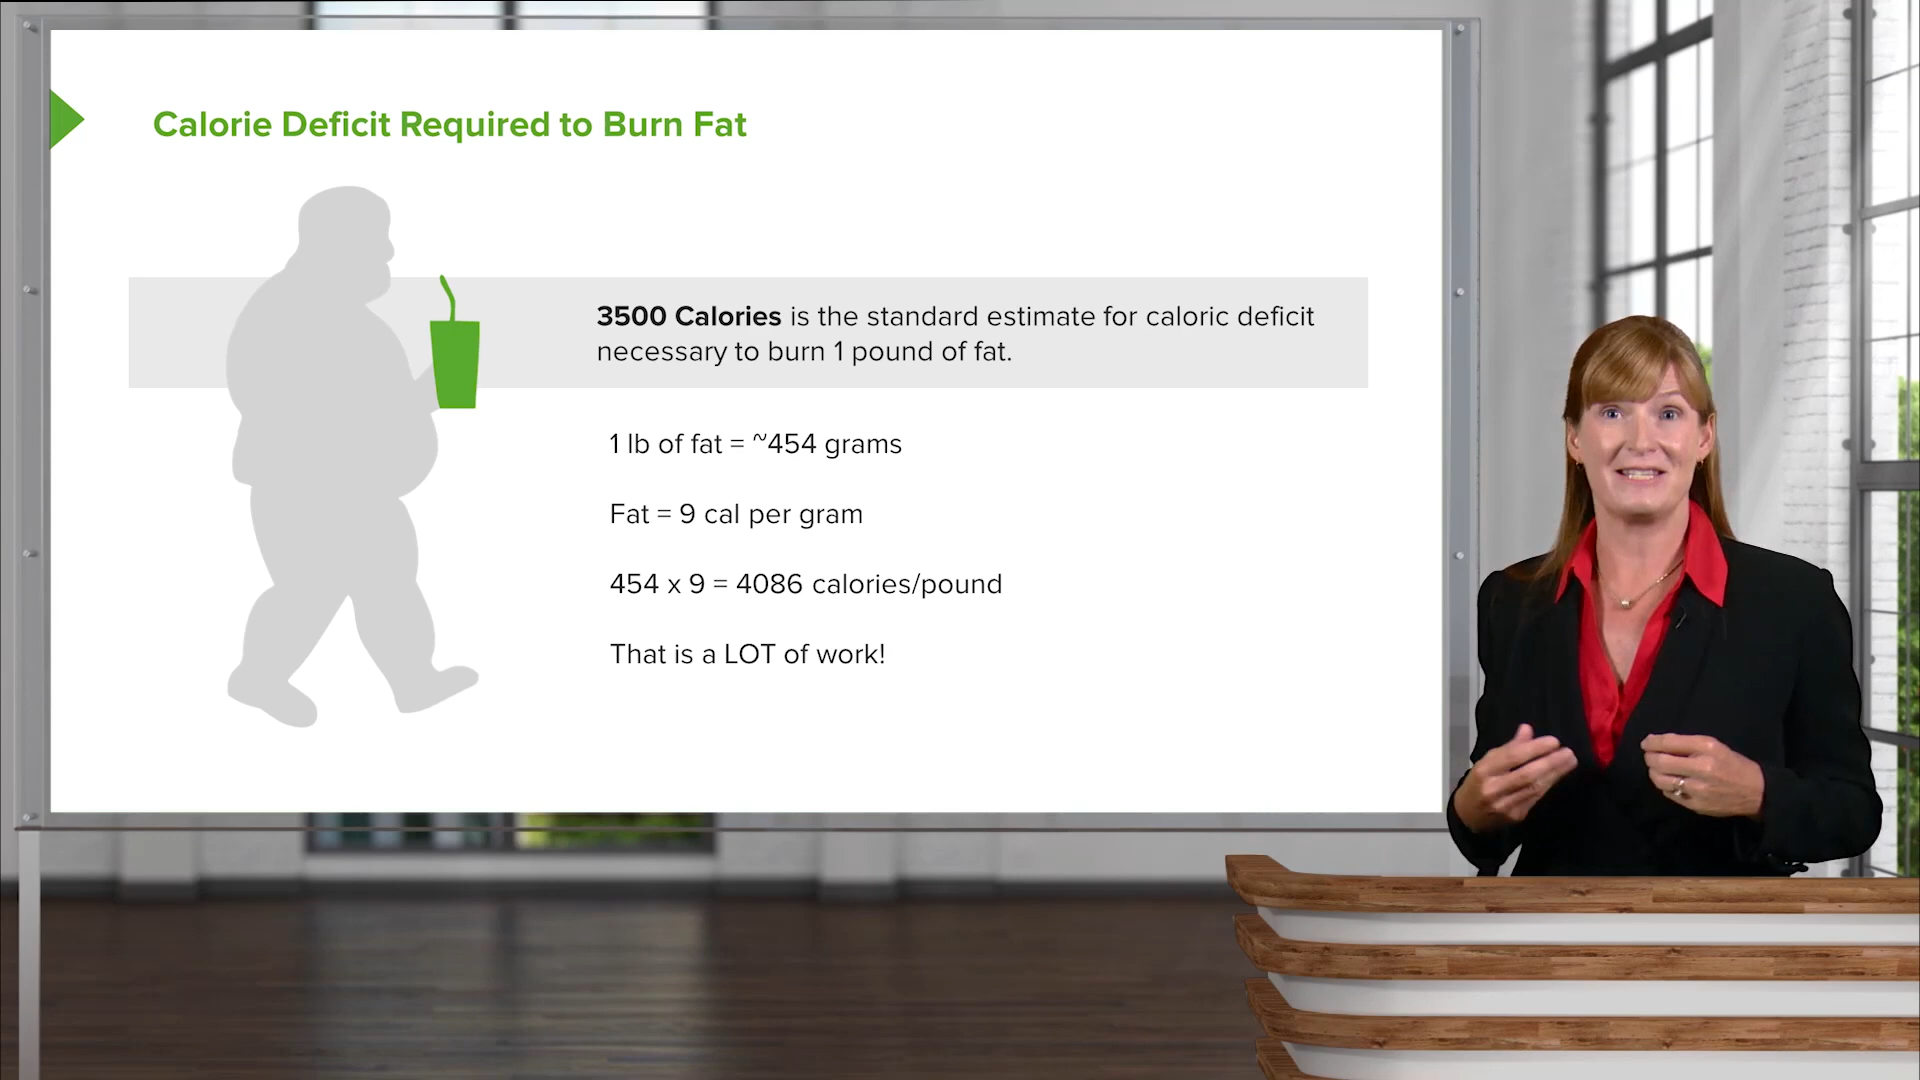 Calorie Deficit Required to Burn Fat
3500 Calories is the standard estimate for caloric deficit
necessary to burn 1 pound of fat.
1 lb of fat = ~454 grams
Fat = 9 cal per gram
454 x 9 = 4086 calories/pound
That is a LOT of work!